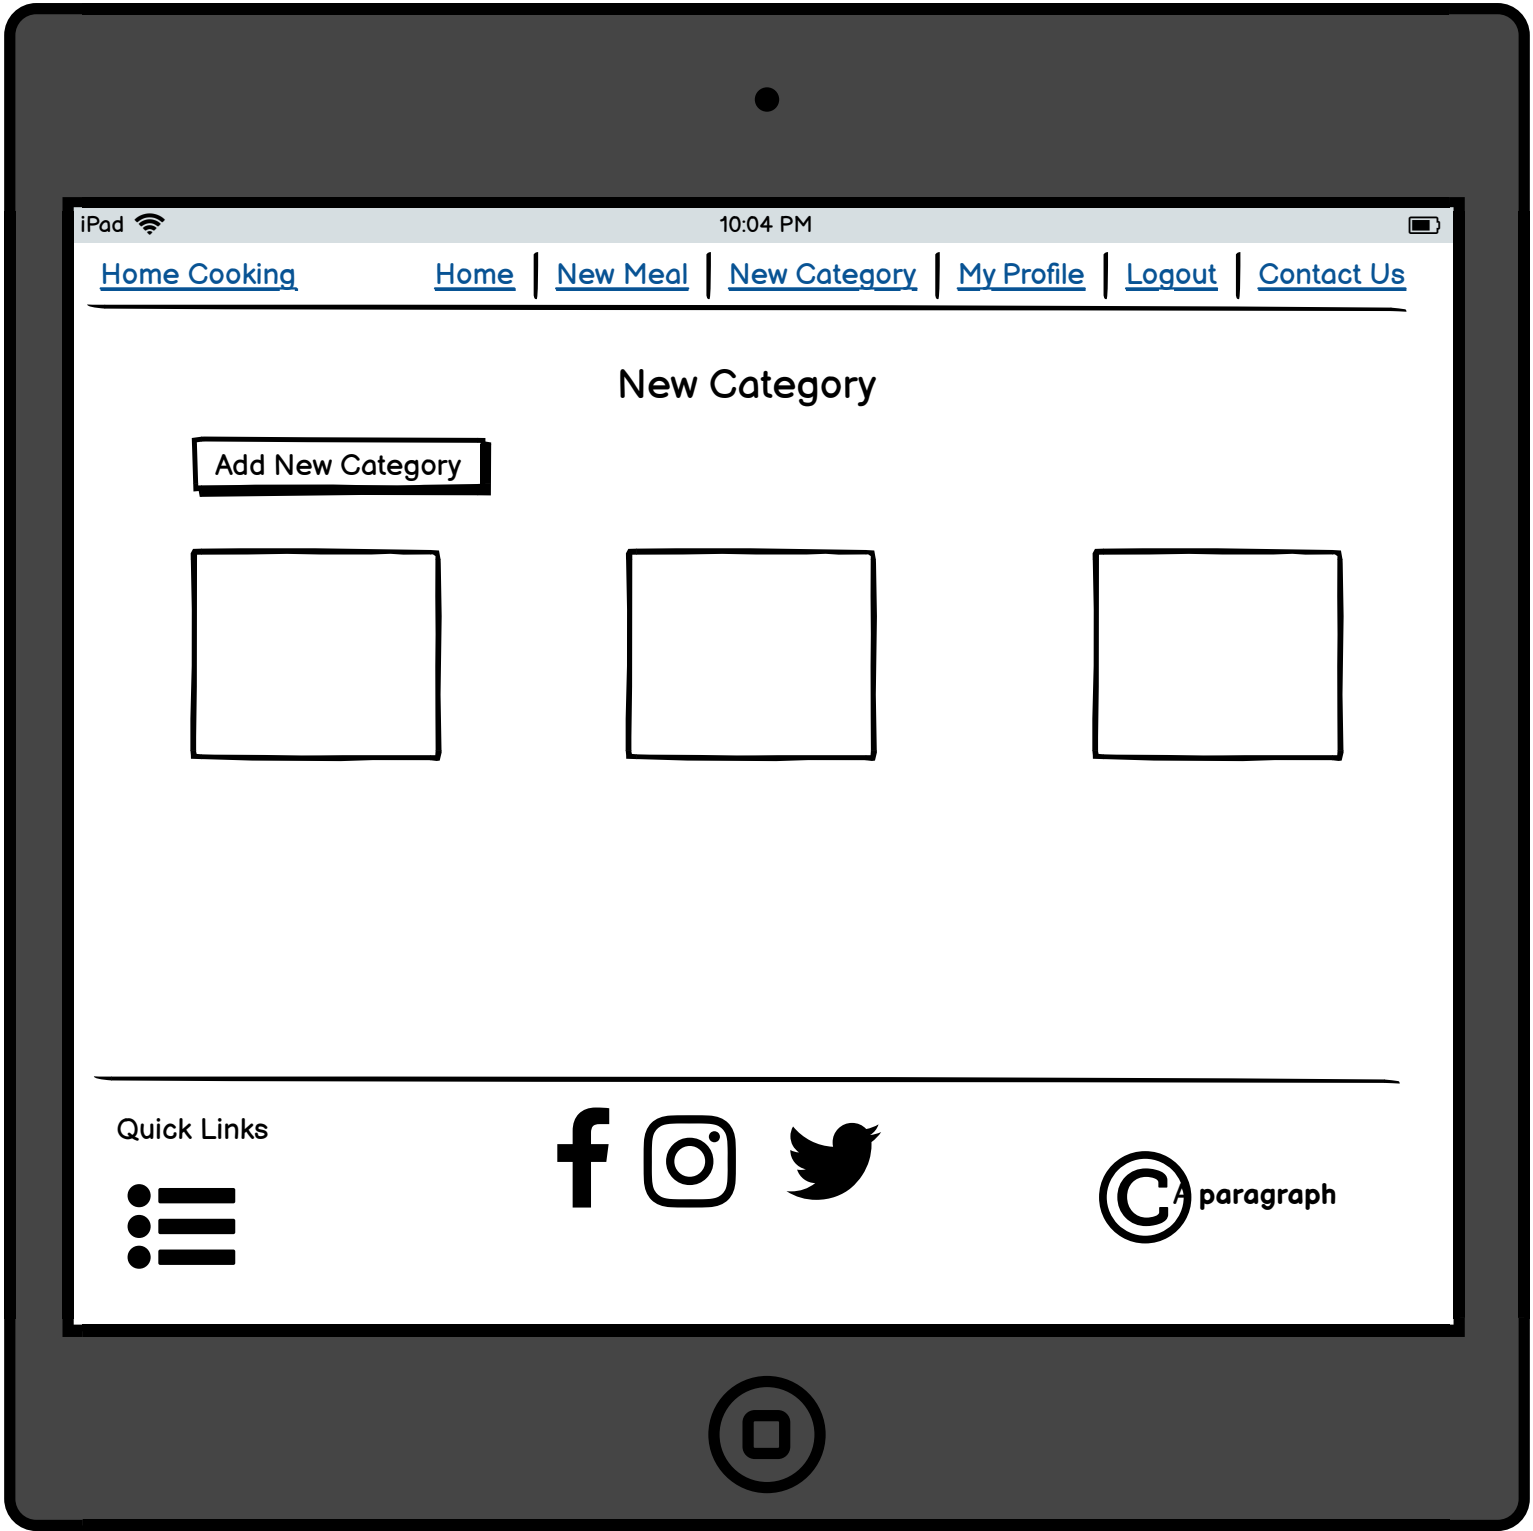 iPad 10:04 PM
Home Cooking Home New Meal New Category My Profile Logout Contact Us
New Category
Add New Category
Quick Links
© A paragraph